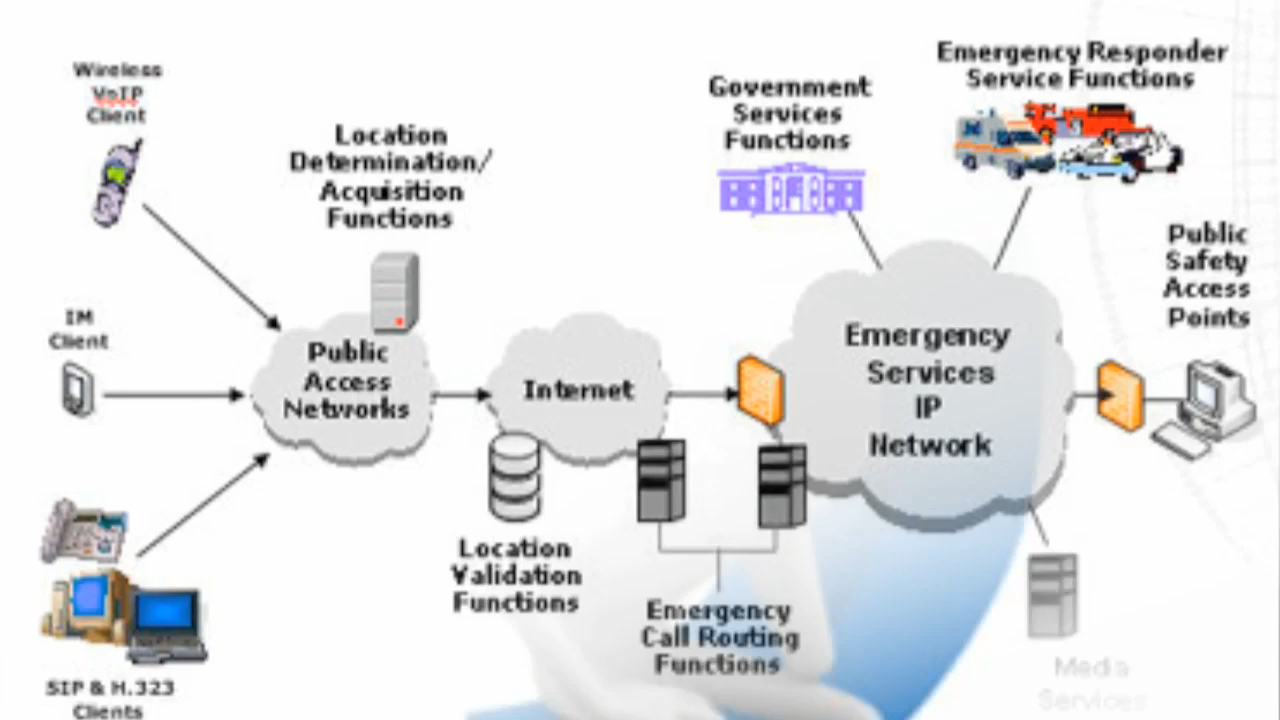 Wireless
VoIP
Client
IM
Client
SIP & H.323
Clients
Location
Determination/
Acquisition
Functions
Public
Access
Networks
Internet
Location
Validation
Functions
Emergency
Call Routing
Functions
Government
Services
Functions
Emergency Responder
Service Functions
Emergency
Services
IP
Network
Public
Safety
Access
Points
Media
Services